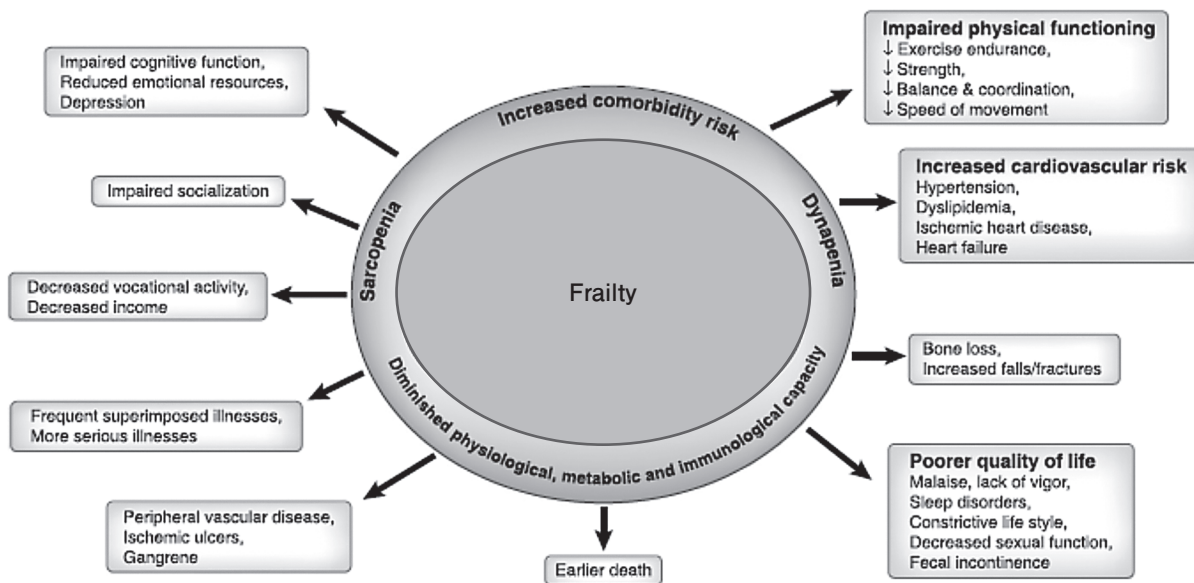 Impaired cognitive function,
Reduced emotional resources,
Depression
Impaired socialization
Decreased vocational activity,
Decreased income
Frequent superimposed illnesses,
More serious illnesses
Peripheral vascular disease,
Ischemic ulcers,
Gangrene
Increased comorbidity risk
Sarcopenia
Dynapenia
Frailty
Diminished physiological, metabolic and immunological capacity
Earlier death
Impaired physical functioning
↓ Exercise endurance,
↓ Strength,
↓ Balance & coordination,
↓ Speed of movement
Increased cardiovascular risk
Hypertension,
Dyslipidemia,
Ischemic heart disease,
Heart failure
Bone loss,
Increased falls/fractures
Poorer quality of life
Malaise, lack of vigor,
Sleep disorders,
Constrictive life style,
Decreased sexual function,
Fecal incontinence